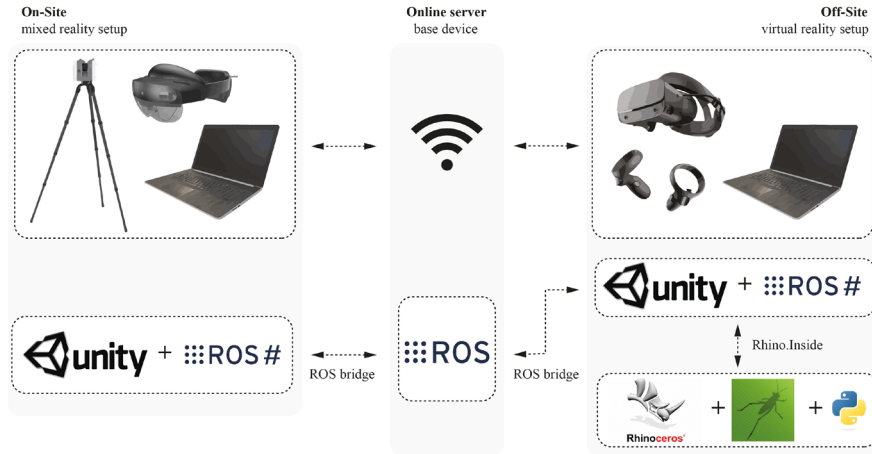 On-Site
mixed reality setup
Online server
base device
Off-Site
virtual reality setup
unity + ROS #
Rhino.Inside
unity + ROS #
ROS bridge
ROS
ROS bridge
Rhinoceros
+ +